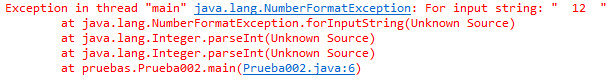 Exception in thread "main" java.lang.NumberFormatException: For input string: "  12  "
at java.lang.NumberFormatException.forInputString(Unknown Source)
at java.lang.Integer.parseInt(Unknown Source)
at java.lang.Integer.parseInt(Unknown Source)
at pruebas.Prueba002.main(Prueba002.java:6)